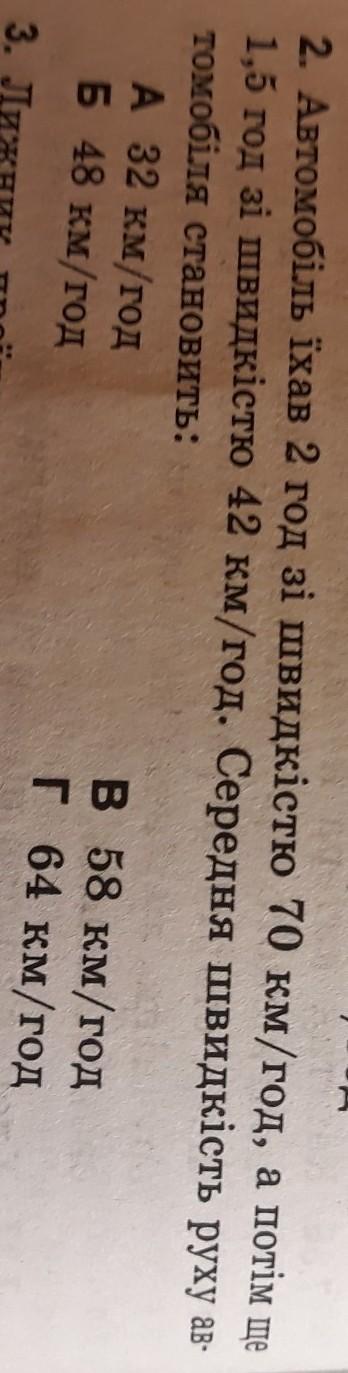 2. Автомобіль їхав 2 год зі швидкістю 70 км/год, а потім ще
1,5 год зі швидкістю 42 км/год. Середня швидкість руху ав-
томобіля становить:
А 32 км/год
В 58 км/год
Б 48 км/год
Г 64 км/год
3. Лижник